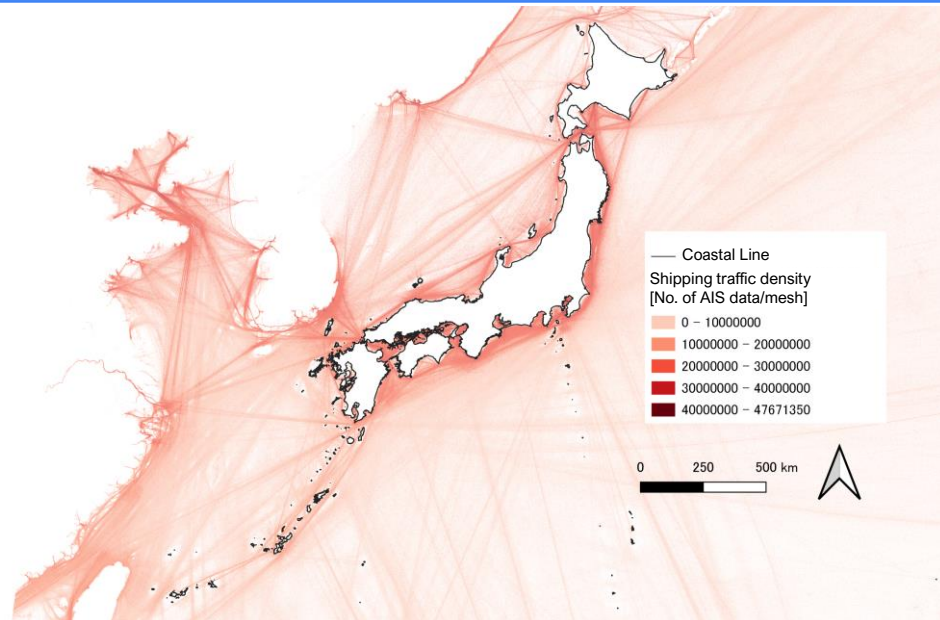 Coastal Line
Shipping traffic density
[No. of AIS data/mesh]
0 − 10000000
10000000 − 20000000
20000000 − 30000000
30000000 − 40000000
40000000 − 47671350
0 250 500 km